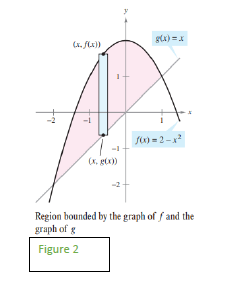 y
g(x) = x
(x, f(x))
1
-2
-1
1
x
-1
f(x) = 2 – x²
(x, g(x))
-2
Region bounded by the graph of f and the
graph of g
Figure 2